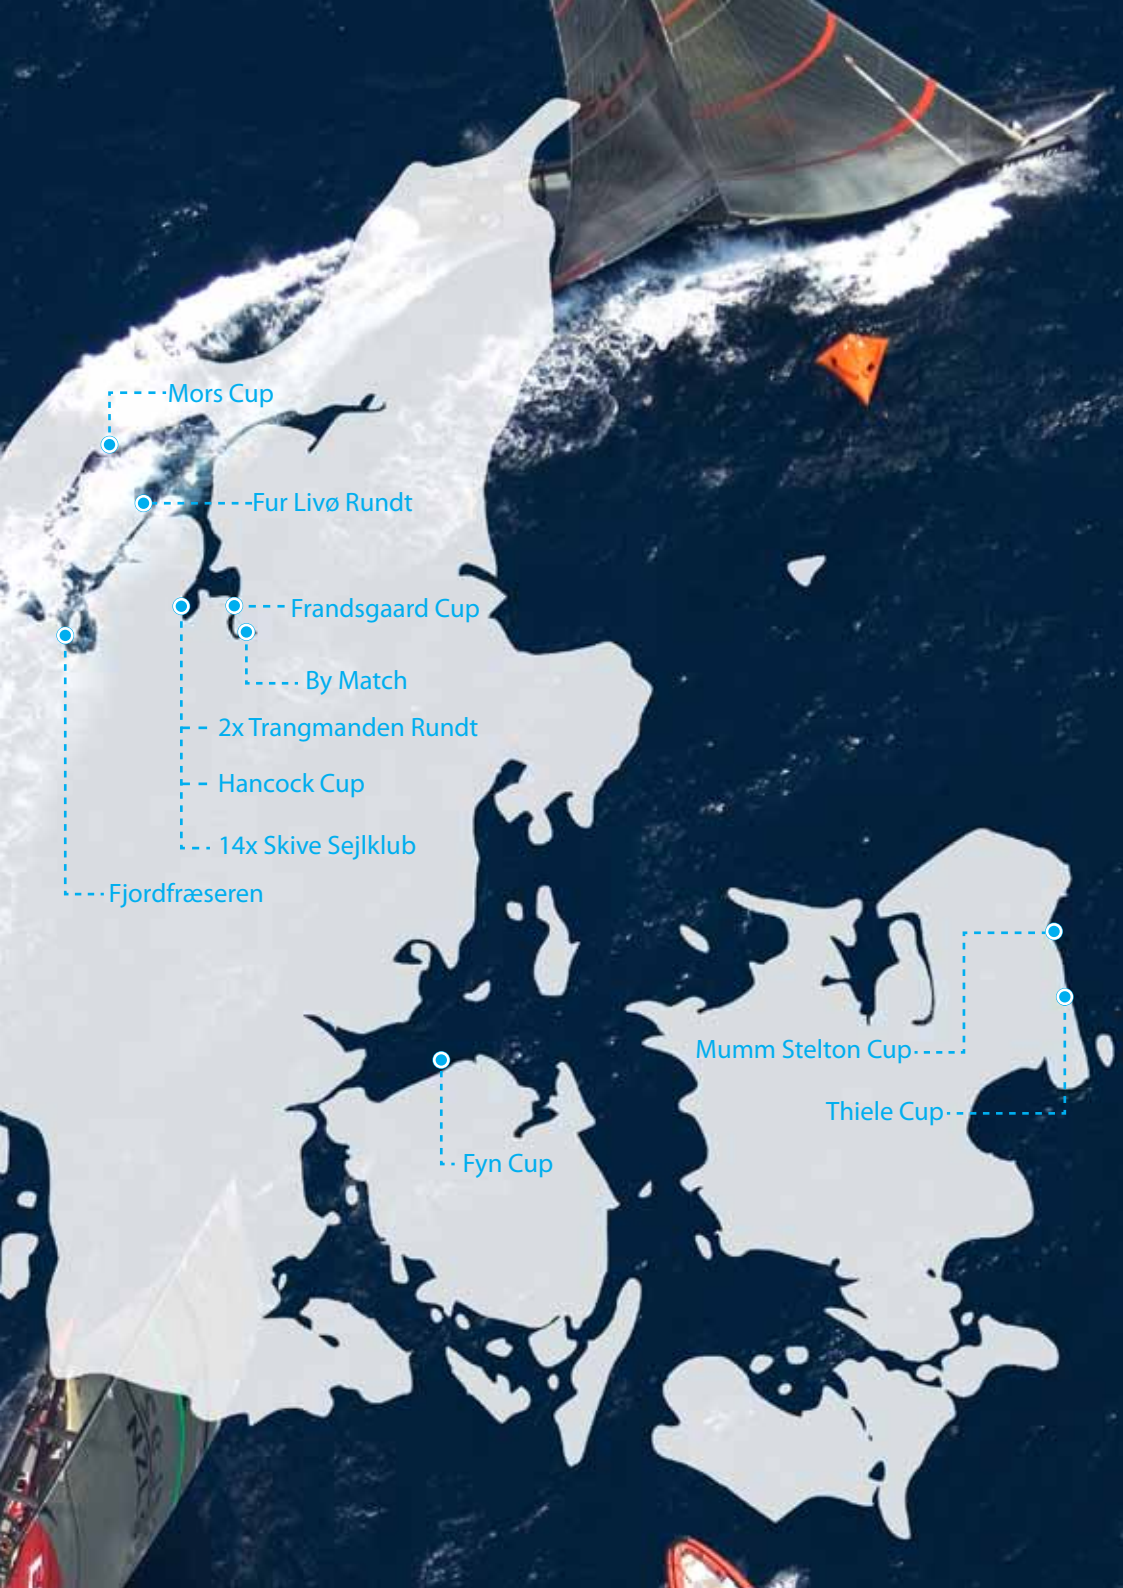 Mors Cup
Fur Livø Rundt
Frandsgaard Cup
By Match
2x Trangmanden Rundt
Hancock Cup
14x Skive Sejlklub
Fjordfræseren
Mumm Stelton Cup
Thiele Cup
Fyn Cup